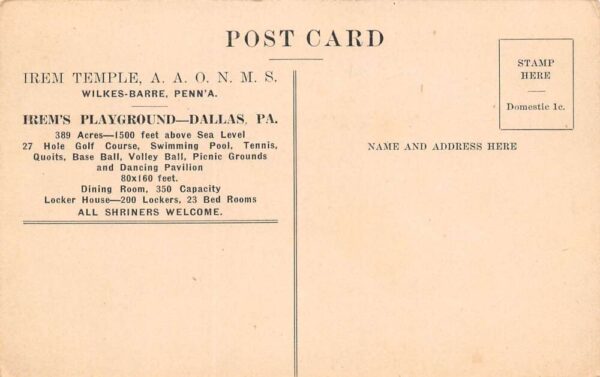 POST CARD
IREM TEMPLE, A. A. O. N. M. S.
WILKES-BARRE, PENN'A.
IREM'S PLAYGROUND—DALLAS, PA.
389 Acres—1500 feet above Sea Level
27 Hole Golf Course, Swimming Pool, Tennis,
Quoits, Base Ball, Volley Ball, Picnic Grounds
and Dancing Pavilion
80x160 feet.
Dining Room, 350 Capacity
Locker House—200 Lockers, 23 Bed Rooms
ALL SHRINERS WELCOME.
STAMP
HERE
Domestic 1c.
NAME AND ADDRESS HERE